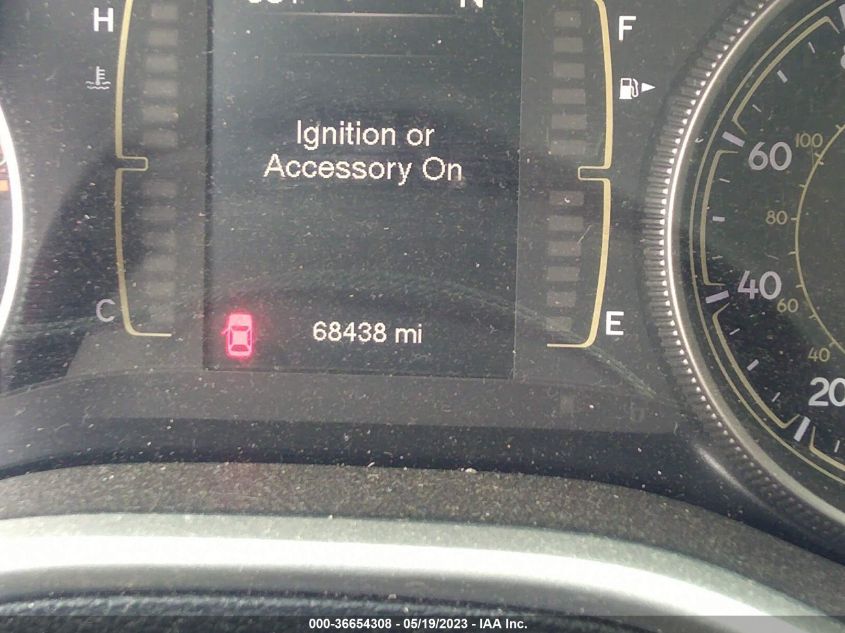 H
F
Ignition or
Accessory On
C
E
68438 mi
60
100
80
40
60
40
20
000-36654308 - 05/19/2023 - IAA Inc.